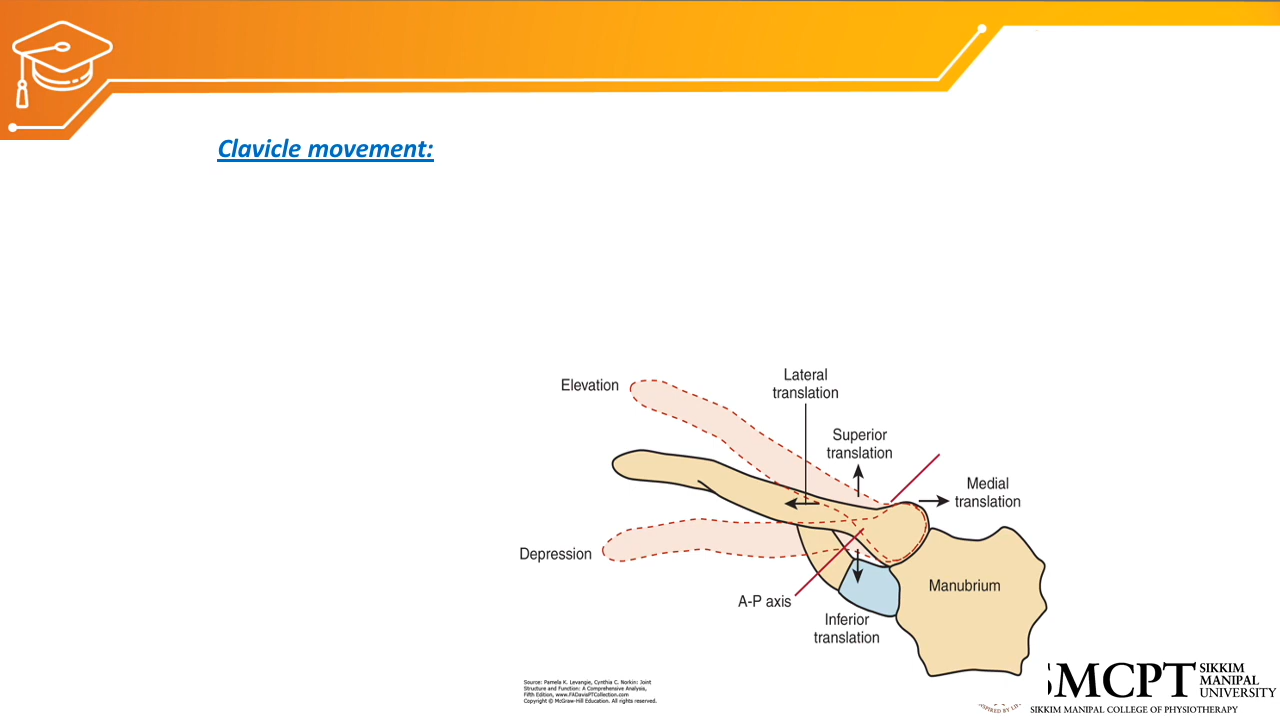 Clavicle movement:
Lateral
translation
Elevation
Superior
translation
Medial
translation
Depression
Manubrium
A-P axis
Inferior
translation
Source: Pamela K. Levangie, Cynthia C. Norkin: Joint
Structure and Function: A Comprehensive Analysis,
Fifth Edition, www.FADavisPTCollection.com
Copyright © McGraw-Hill Education. All rights reserved.
SMCPT
SIKKIM
MANIPAL
UNIVERSITY
SIKKIM MANIPAL COLLEGE OF PHYSIOTHERAPY